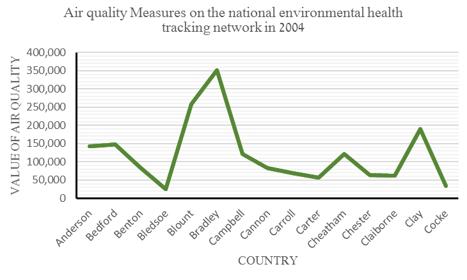 Air quality Measures on the national environmental health
tracking network in 2004
VALUE OF AIR QUALITY
400,000
350,000
300,000
250,000
200,000
150,000
100,000
50,000
0
Anderson
Bedford
Benton
Bledsoe
Blount
Bradley
Campbell
Cannon
Carroll
Carter
Cheatham
Chester
Claiborne
Clay
Cocke
COUNTRY